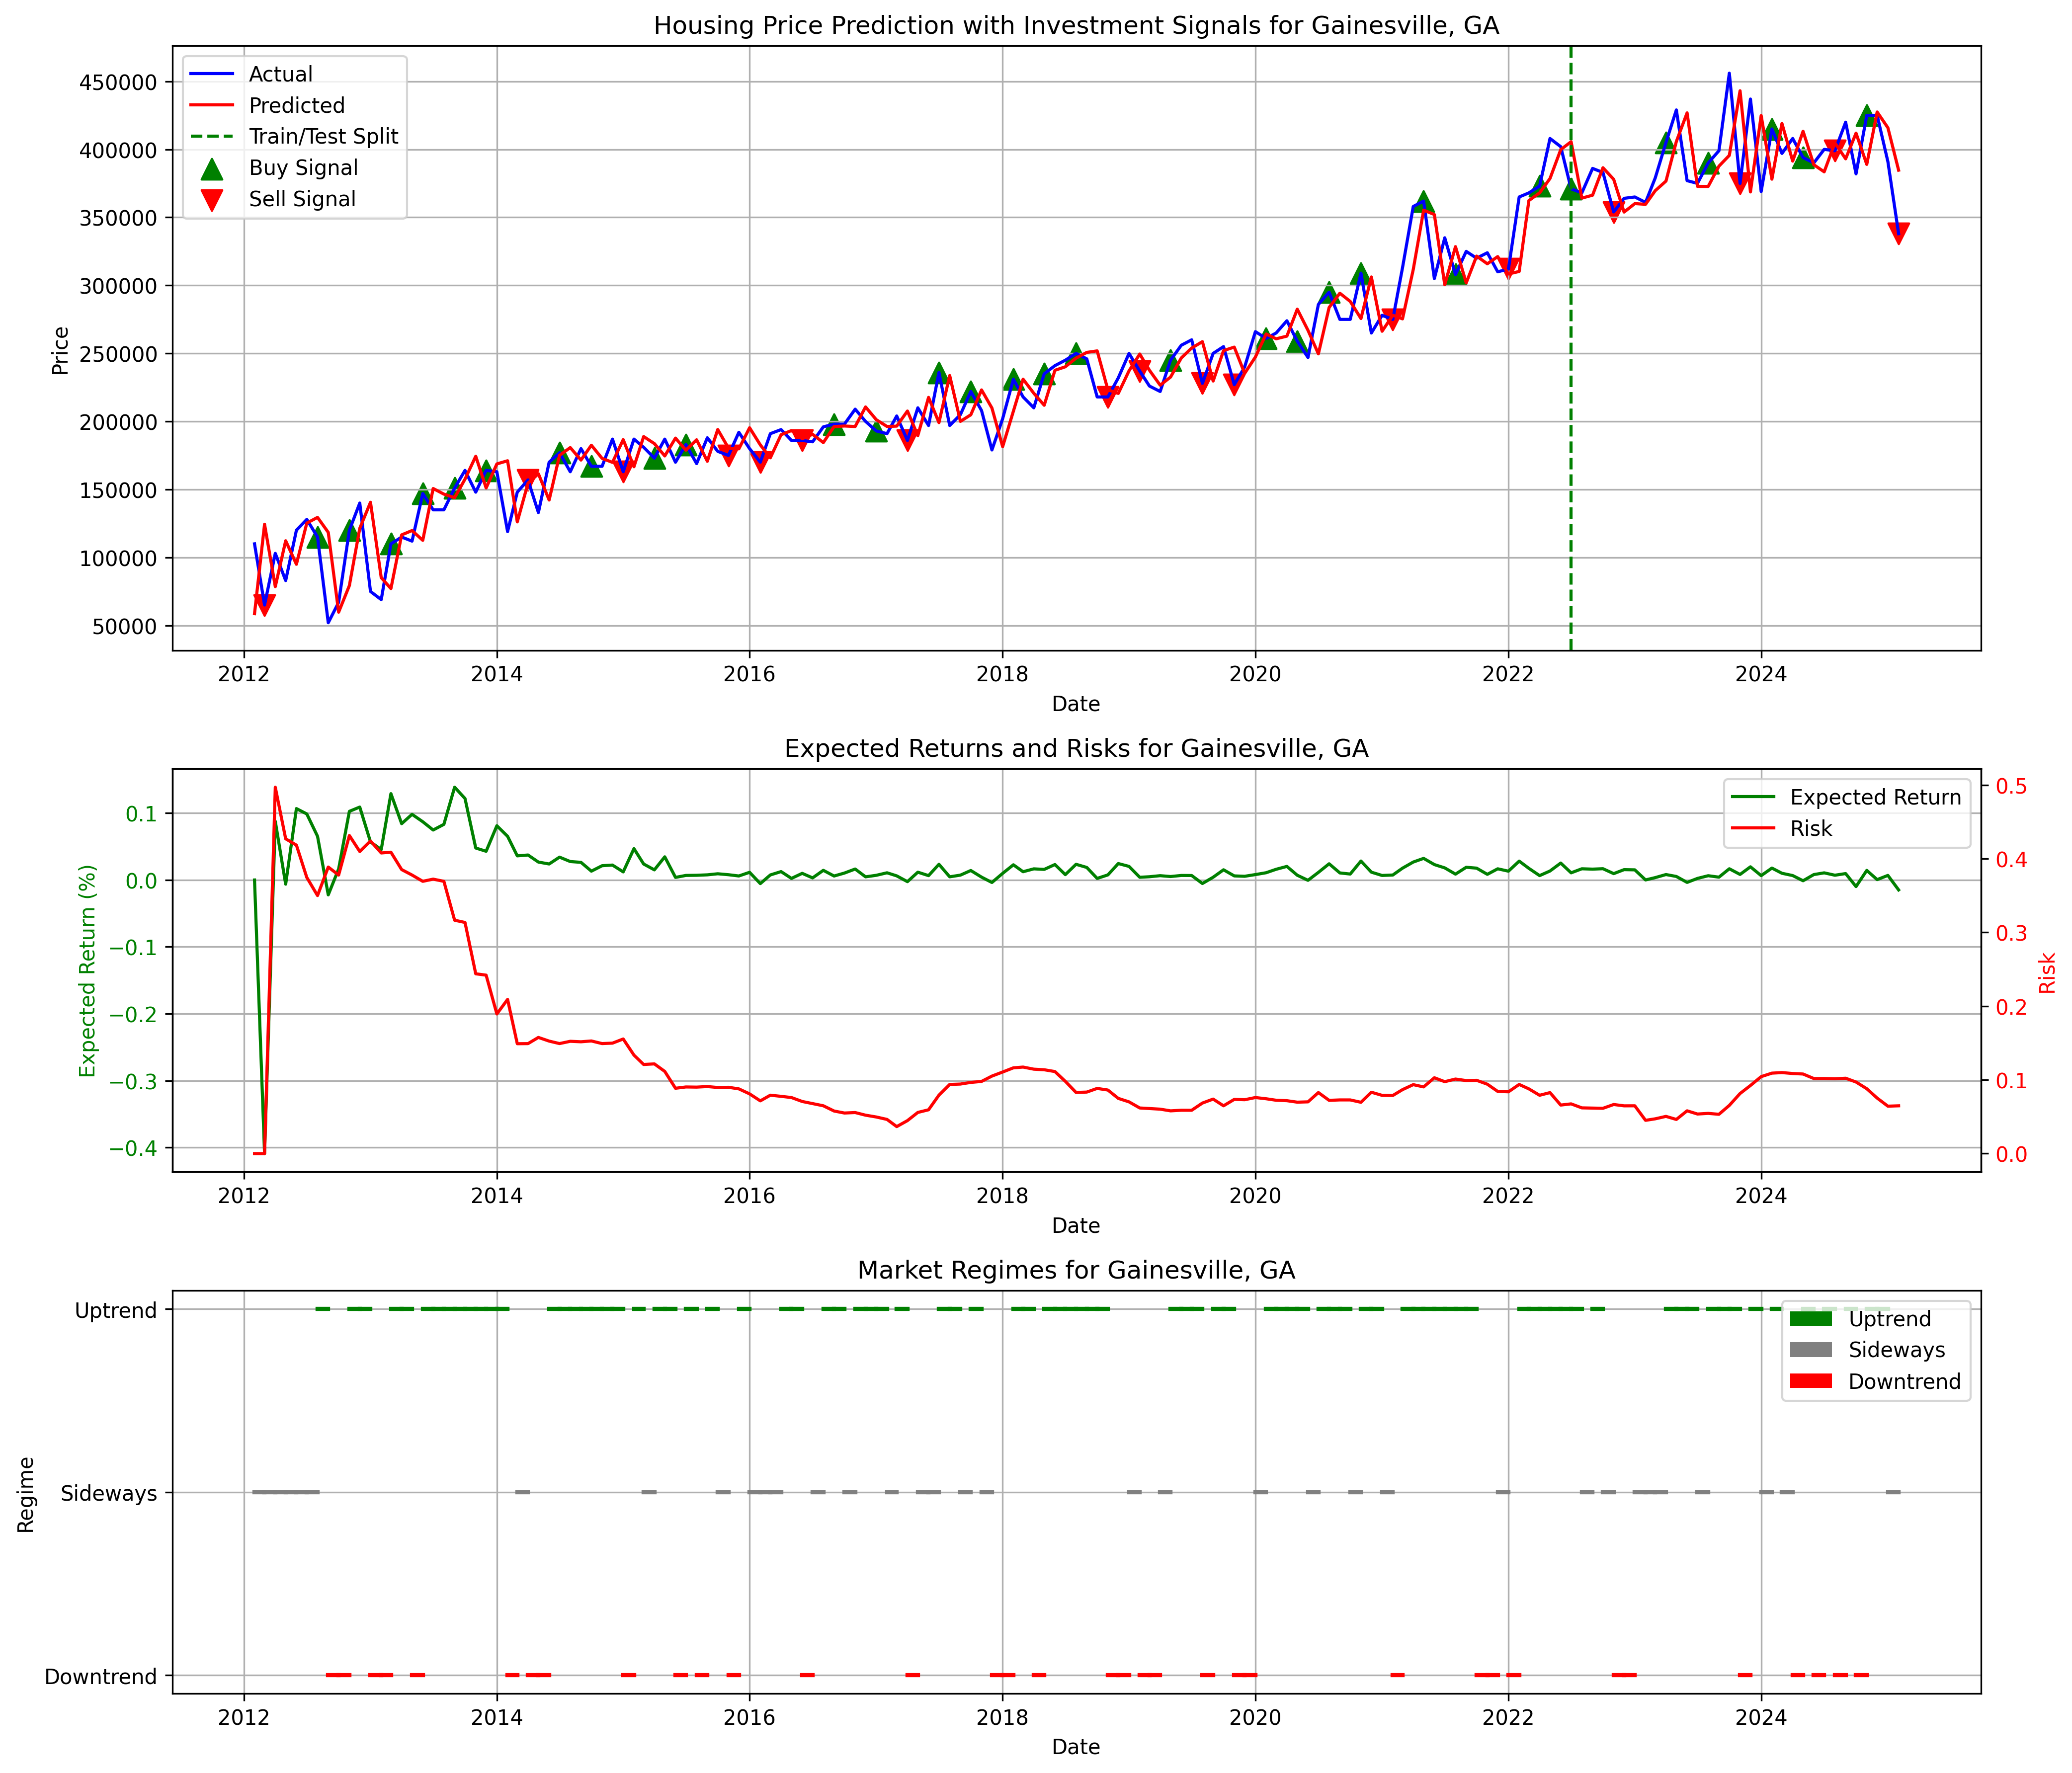 Housing Price Prediction with Investment Signals for Gainesville, GA
Actual
Predicted
Train/Test Split
Buy Signal
Sell Signal
450000
400000
350000
300000
250000
200000
150000
100000
50000
Price
2012 2014 2016 2018 2020 2022 2024
Date
Expected Returns and Risks for Gainesville, GA
Expected Return
Risk
0.1
0.0
−0.1
−0.2
−0.3
−0.4
Expected Return (%)
0.5
0.4
0.3
0.2
0.1
0.0
Risk
2012 2014 2016 2018 2020 2022 2024
Date
Market Regimes for Gainesville, GA
Uptrend
Sideways
Downtrend
Uptrend
Sideways
Downtrend
Regime
2012 2014 2016 2018 2020 2022 2024
Date